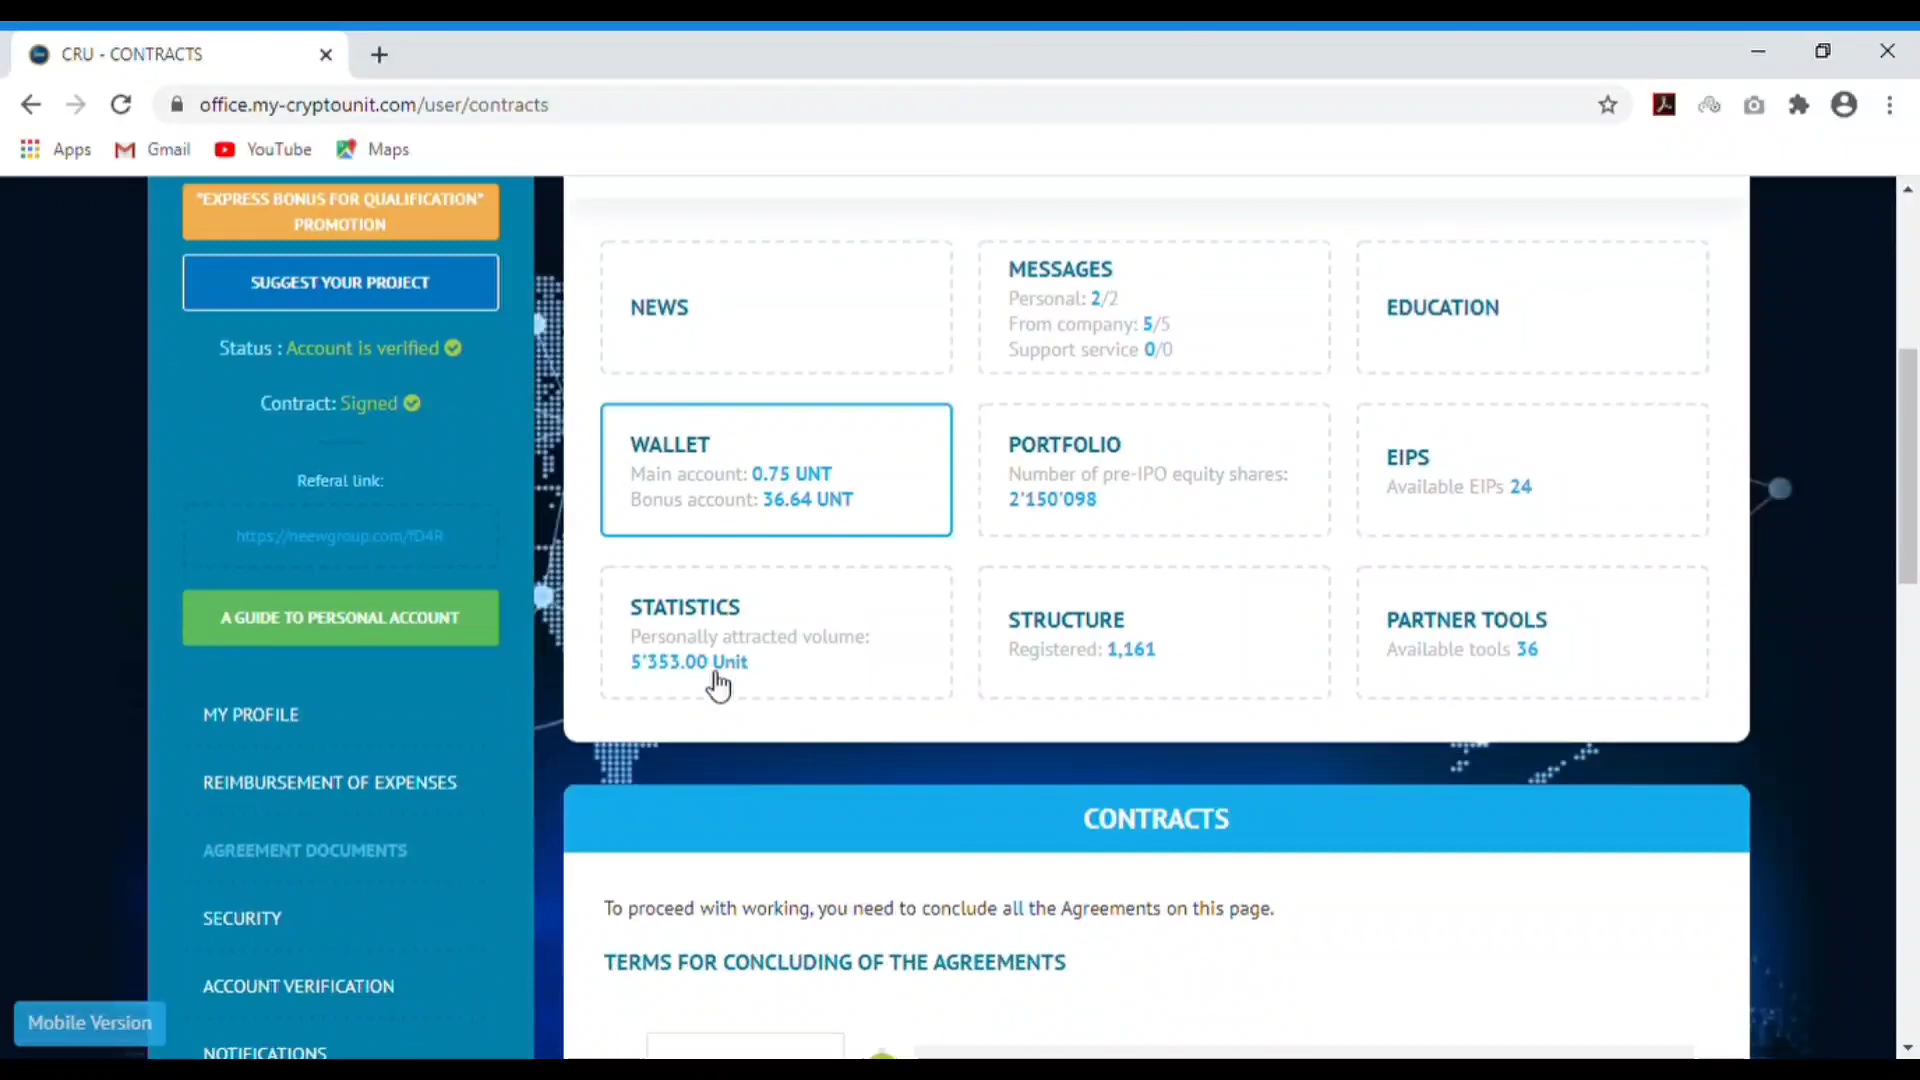 CRU - CONTRACTS
office.my-cryptounit.com/user/contracts
Apps
Gmail
YouTube
Maps
"EXPRESS BONUS FOR QUALIFICATION"
PROMOTION
SUGGEST YOUR PROJECT
Status : Account is verified
Contract: Signed
Referal link:
https://neewgroup.com/fD4R
A GUIDE TO PERSONAL ACCOUNT
MY PROFILE
REIMBURSEMENT OF EXPENSES
AGREEMENT DOCUMENTS
SECURITY
ACCOUNT VERIFICATION
NOTIFICATIONS
Mobile Version
NEWS
MESSAGES
Personal: 2/2
From company: 5/5
Support service 0/0
EDUCATION
WALLET
Main account: 0.75 UNT
Bonus account: 36.64 UNT
PORTFOLIO
Number of pre-IPO equity shares:
2'150'098
EIPS
Available EIPs 24
STATISTICS
Personally attracted volume:
5'353.00 Unit
STRUCTURE
Registered: 1,161
PARTNER TOOLS
Available tools 36
CONTRACTS
To proceed with working, you need to conclude all the Agreements on this page.
TERMS FOR CONCLUDING OF THE AGREEMENTS